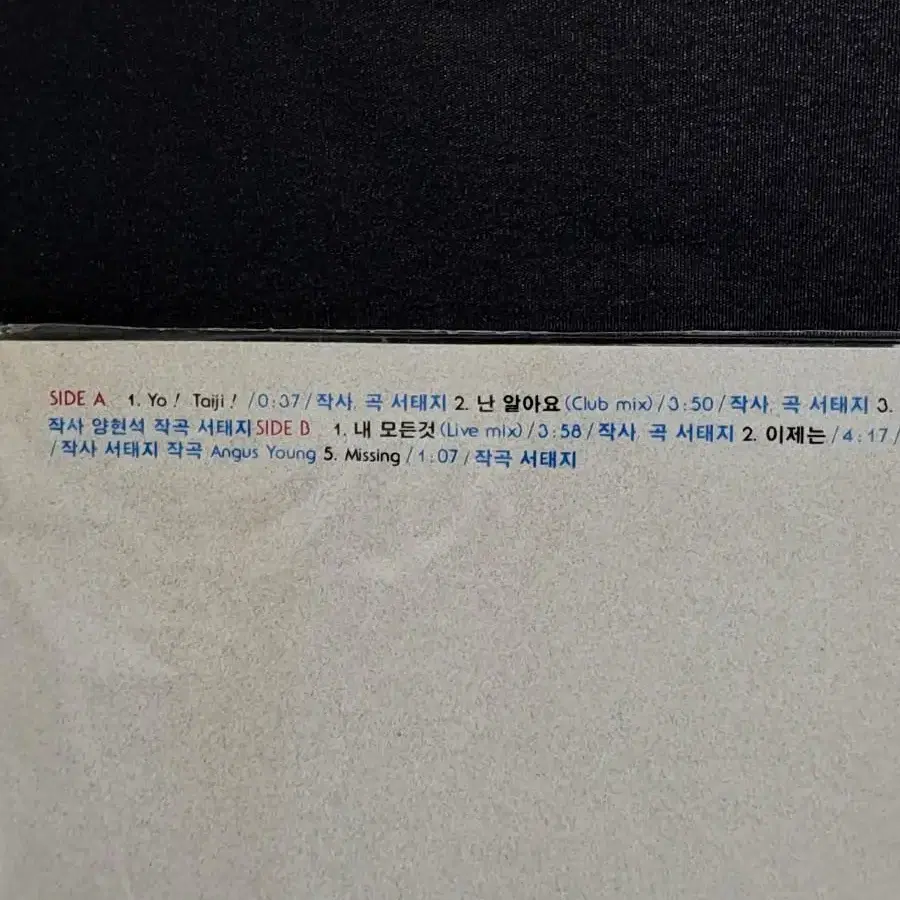 SIDE A 1. Yo! Taiji! /0:37/작사, 곡 서태지 2. 난 알아요(Club mix)/3:50/작사, 곡 서태지 3.
작사 양현석 작곡 서태지 SIDE B 1. 내 모든것(Live mix)/3:58/작사, 곡 서태지 2. 이제는/4:17/
/작사 서태지 작곡 Angus Young 5. Missing/1:07/작곡 서태지